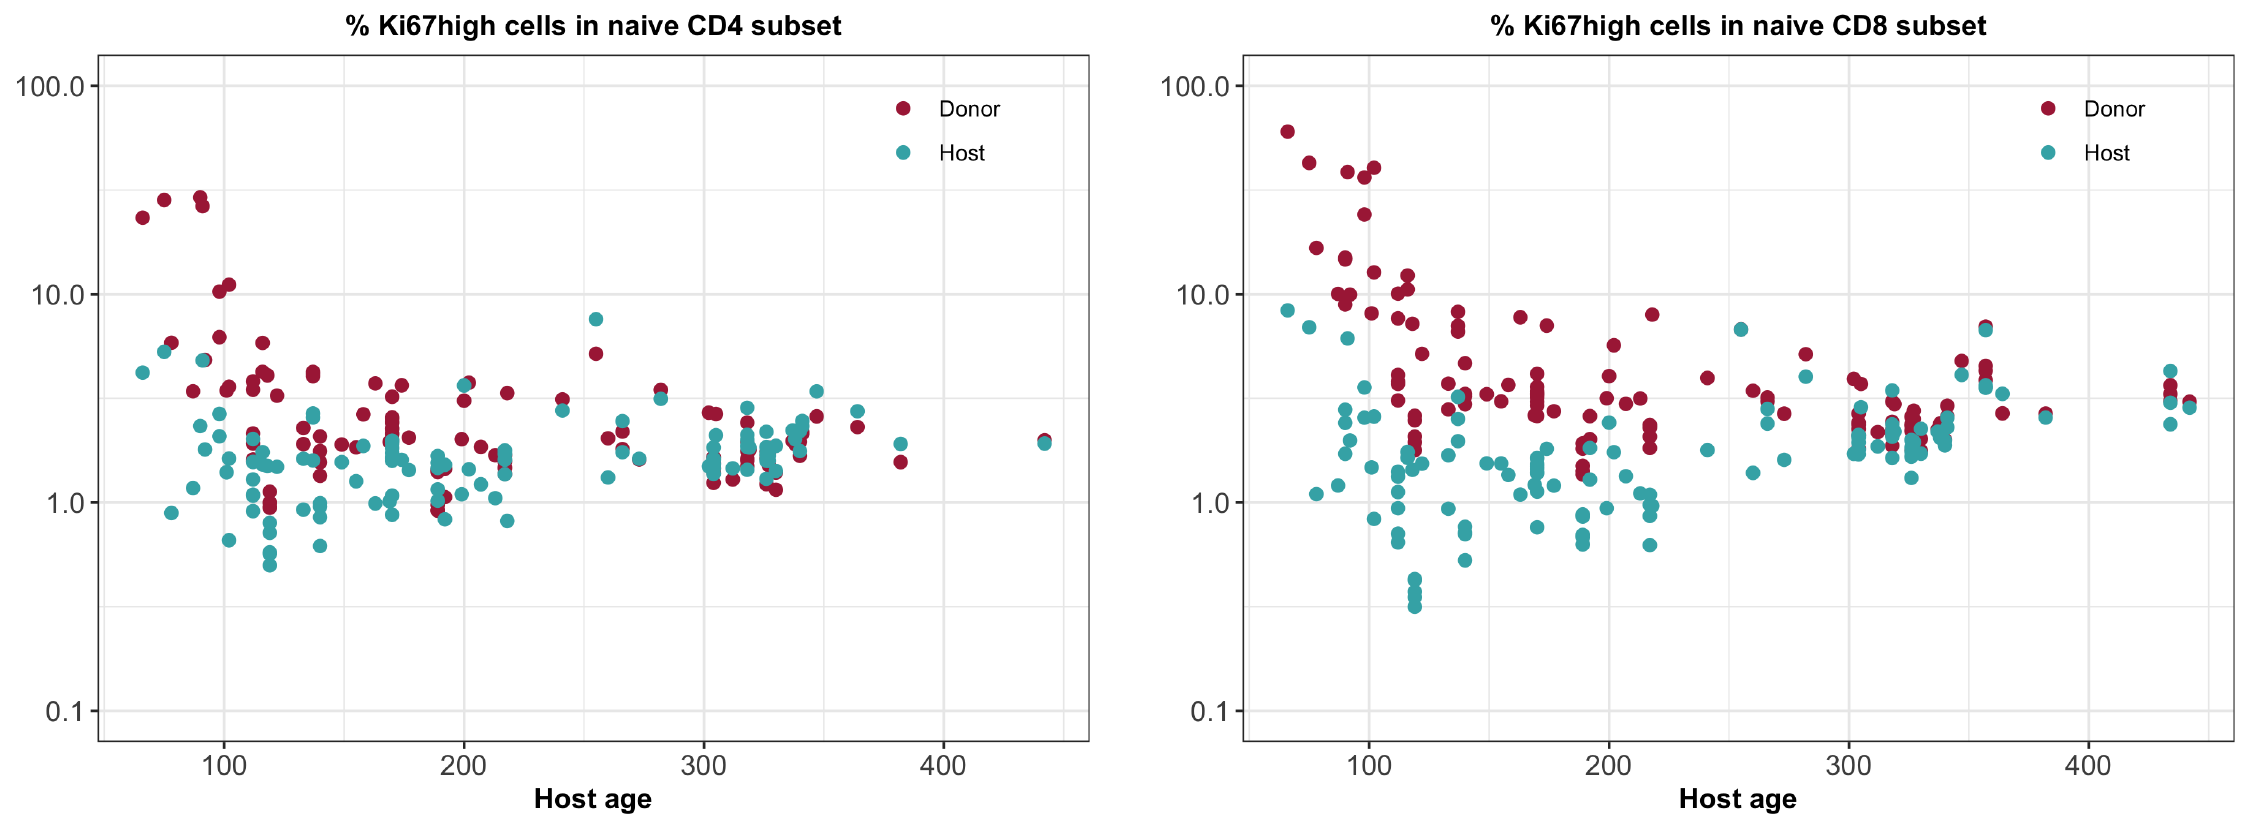 % Ki67high cells in naive CD4 subset
100.0
10.0
1.0
0.1
Donor
Host
100 200 300 400
Host age
% Ki67high cells in naive CD8 subset
100.0
10.0
1.0
0.1
Donor
Host
100 200 300 400
Host age